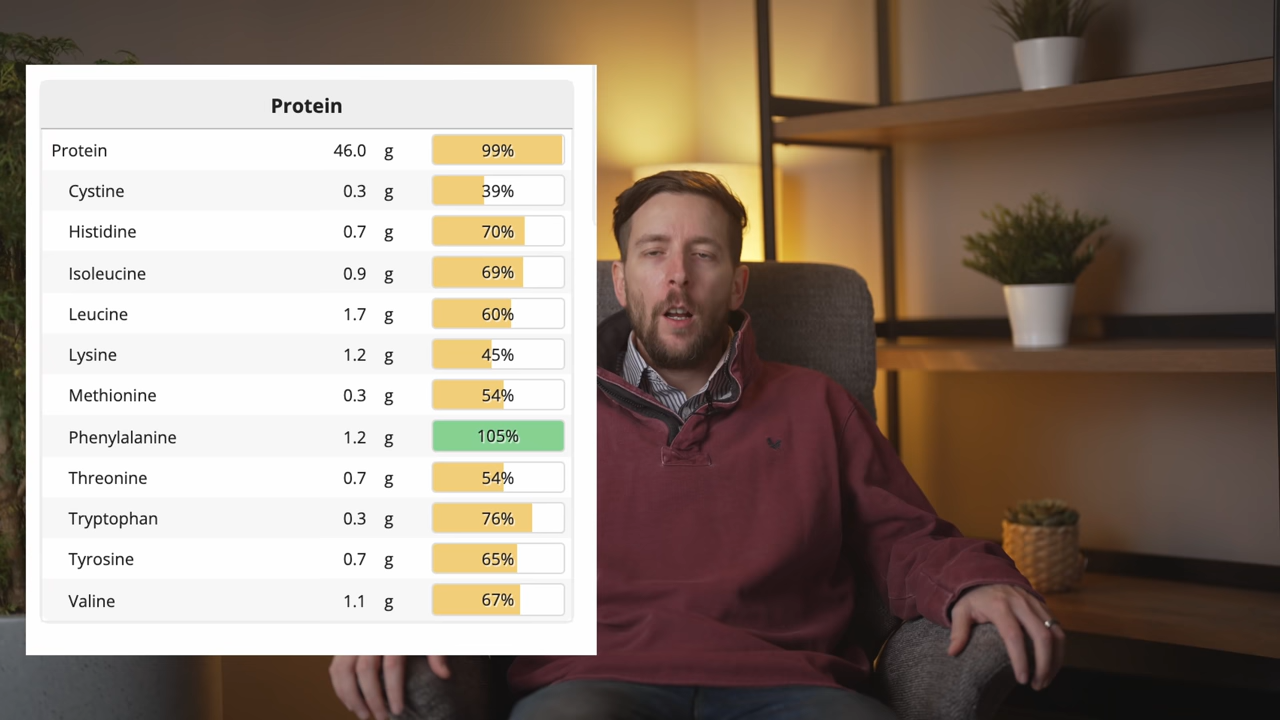 Protein
Protein 46.0 g 99%
Cystine 0.3 g 39%
Histidine 0.7 g 70%
Isoleucine 0.9 g 69%
Leucine 1.7 g 60%
Lysine 1.2 g 45%
Methionine 0.3 g 54%
Phenylalanine 1.2 g 105%
Threonine 0.7 g 54%
Tryptophan 0.3 g 76%
Tyrosine 0.7 g 65%
Valine 1.1 g 67%